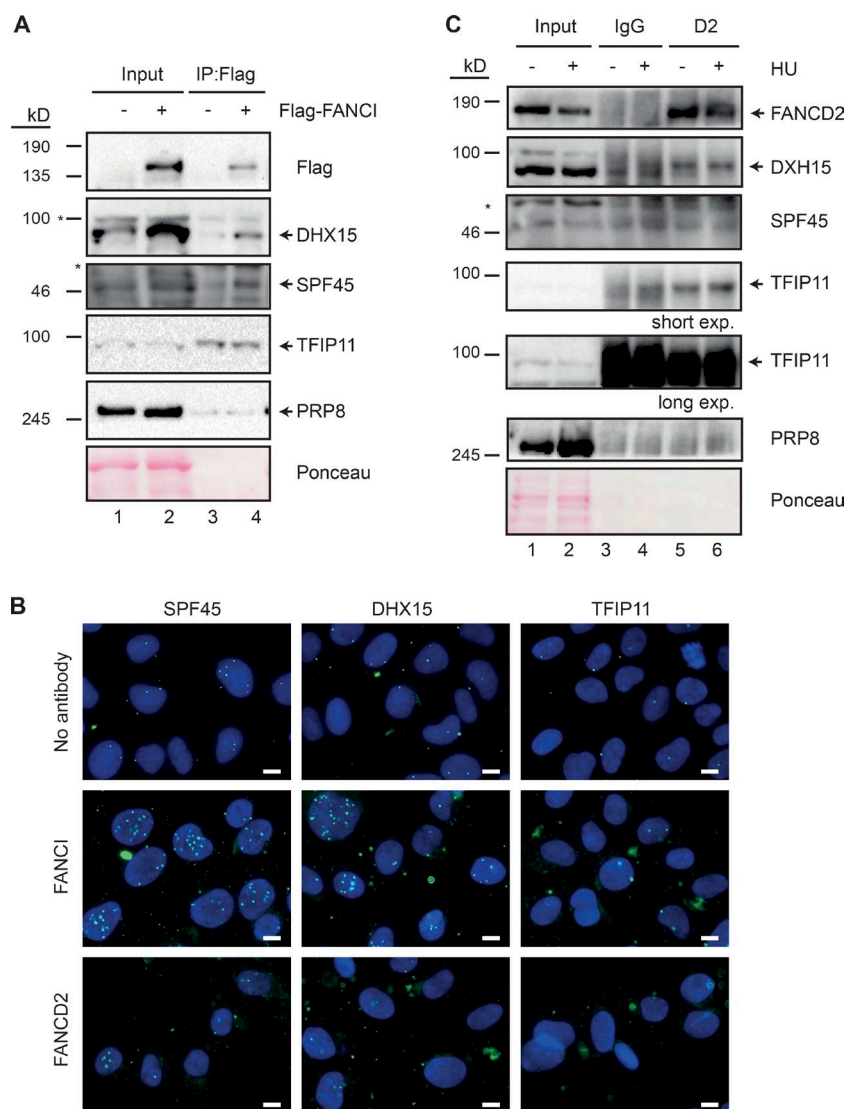 A
Input IP:Flag
kD - + - + Flag-FANCI
190
135
Flag
100 *
DHX15
*
46
SPF45
100
TFIP11
245
PRP8
Ponceau
1 2 3 4
C
Input IgG D2
kD - + - + - + HU
190
FANCD2
100
DXH15
*
46
SPF45
100
TFIP11
short exp.
100
TFIP11
long exp.
245
PRP8
Ponceau
1 2 3 4 5 6
B
SPF45 DHX15 TFIP11
No antibody
FANCI
FANCD2